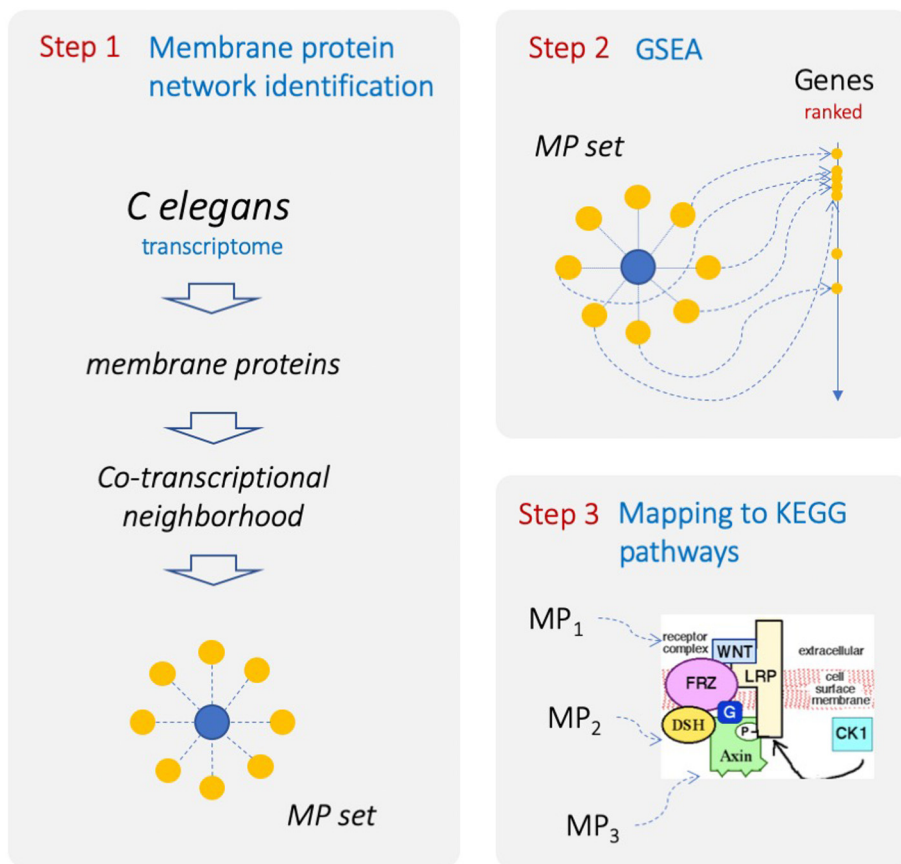 Step 1 Membrane protein
network identification
C elegans
transcriptome
membrane proteins
Co-transcriptional
neighborhood
MP set
Step 2 GSEA
Genes
ranked
MP set
Step 3 Mapping to KEGG
pathways
MP₁
MP₂
MP₃
receptor
complex
WNT
extracellular
FRZ
LRP
cell
surface
membrane
DSH
G
P
Axin
CK1